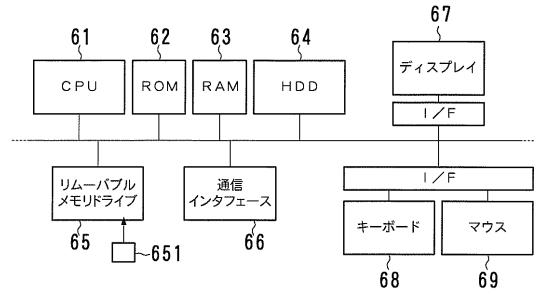 61
62
63
64
67
CPU
ROM
RAM
HDD
ディスプレイ
I/F
リムーバブル
メモリドライブ
通信
インタフェース
I/F
キーボード
マウス
65
651
66
68
69